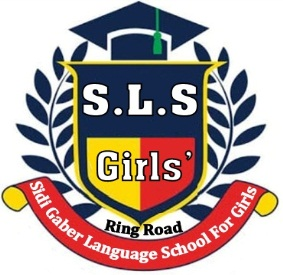 S.L.S
Girls'
Ring Road
Sidi Gaber Language School For Girls